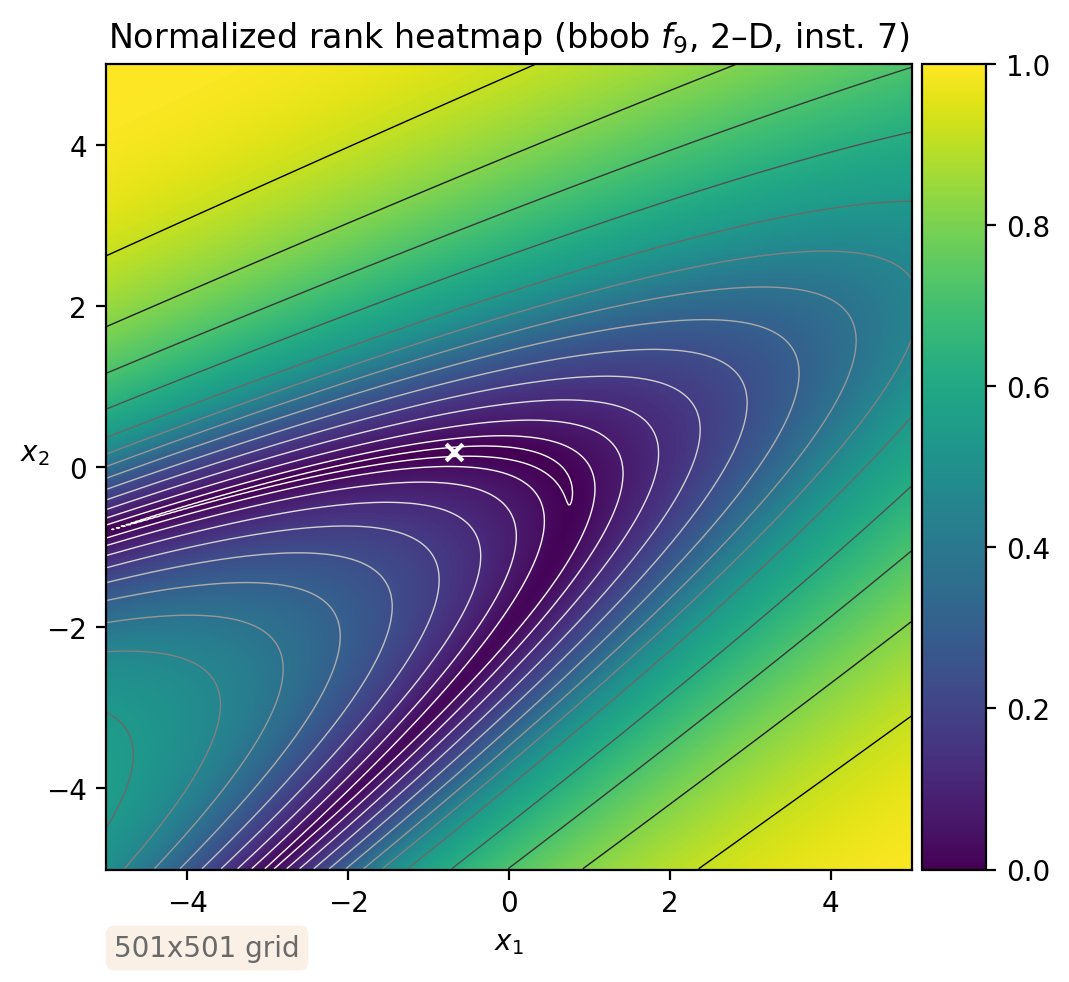 Normalized rank heatmap (bbob f₉, 2–D, inst. 7)
1.0
0.8
0.6
0.4
0.2
0.0
4
2
0
−2
−4
x₂
−4 −2 0 2 4
x₁
501x501 grid